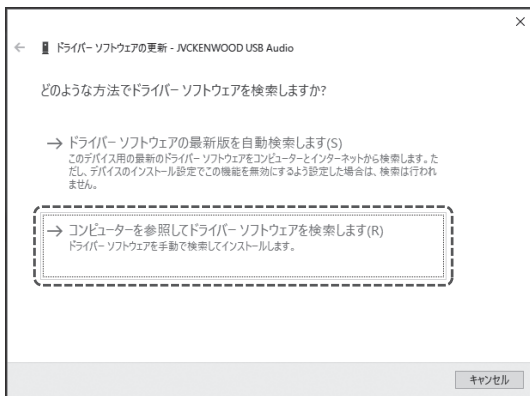 ドライバー ソフトウェアの更新 - JVCKENWOOD USB Audio
どのような方法でドライバー ソフトウェアを検索しますか?
→ ドライバー ソフトウェアの最新版を自動検索します(S)
このデバイス用の最新のドライバー ソフトウェアをコンピューターとインターネットから検索します。た
だし、デバイスのインストール設定でこの機能を無効にするよう設定した場合は、検索は行われ
ません。
→ コンピューターを参照してドライバー ソフトウェアを検索します(R)
ドライバー ソフトウェアを手動で検索してインストールします。
キャンセル